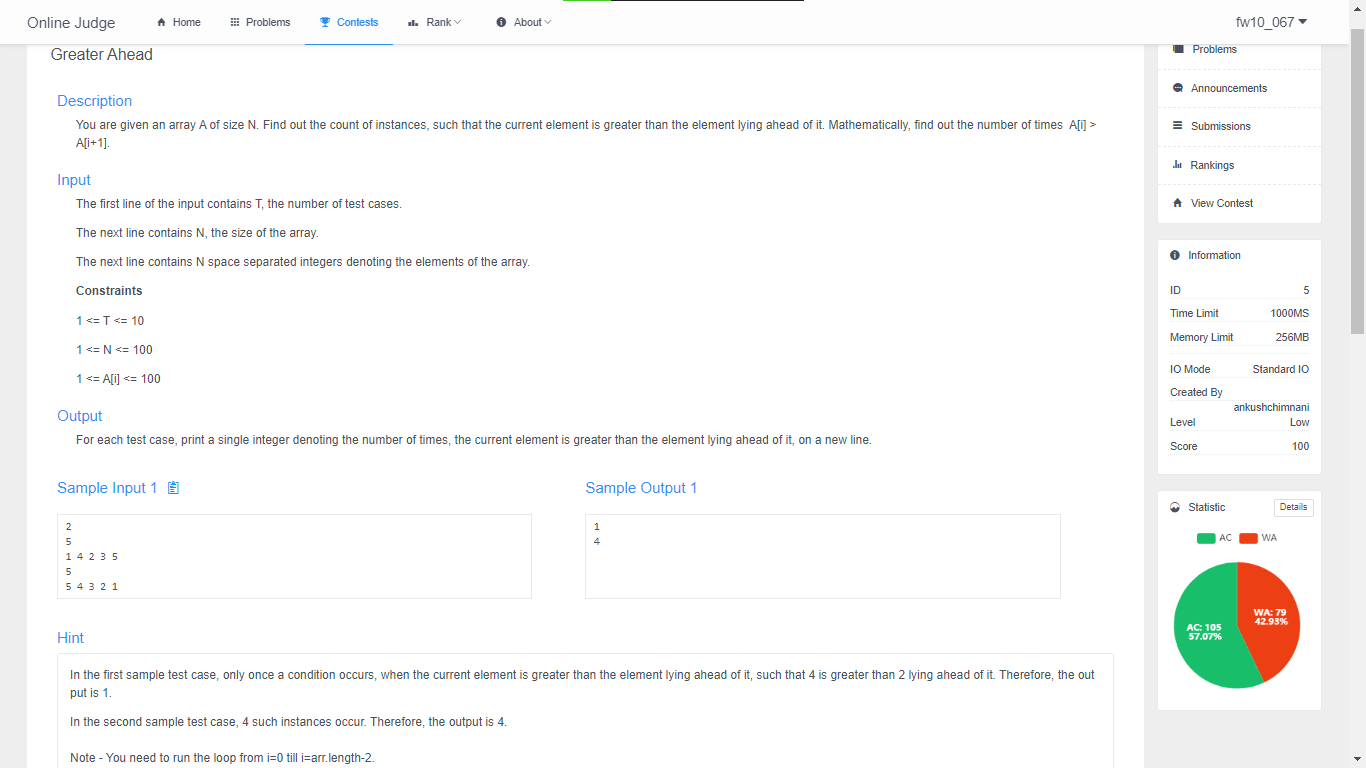 Online Judge
Home
Problems
Contests
Rank
About
fw10_067
Greater Ahead
Description
You are given an array A of size N. Find out the count of instances, such that the current element is greater than the element lying ahead of it. Mathematically, find out the number of times  A[i] >
A[i+1].
Input
The first line of the input contains T, the number of test cases.
The next line contains N, the size of the array.
The next line contains N space separated integers denoting the elements of the array.
Constraints
1 <= T <= 10
1 <= N <= 100
1 <= A[i] <= 100
Output
For each test case, print a single integer denoting the number of times, the current element is greater than the element lying ahead of it, on a new line.
Sample Input 1
2
5
1 4 2 3 5
5
5 4 3 2 1
Sample Output 1
1
4
Hint
In the first sample test case, only once a condition occurs, when the current element is greater than the element lying ahead of it, such that 4 is greater than 2 lying ahead of it. Therefore, the out
put is 1.
In the second sample test case, 4 such instances occur. Therefore, the output is 4.
Note - You need to run the loop from i=0 till i=arr.length-2.
Problems
Announcements
Submissions
Rankings
View Contest
Information
ID 5
Time Limit 1000MS
Memory Limit 256MB
IO Mode Standard IO
Created By
ankushchimnani
Level Low
Score 100
Statistic Details
AC WA
WA: 79
42.93%
AC: 105
57.07%